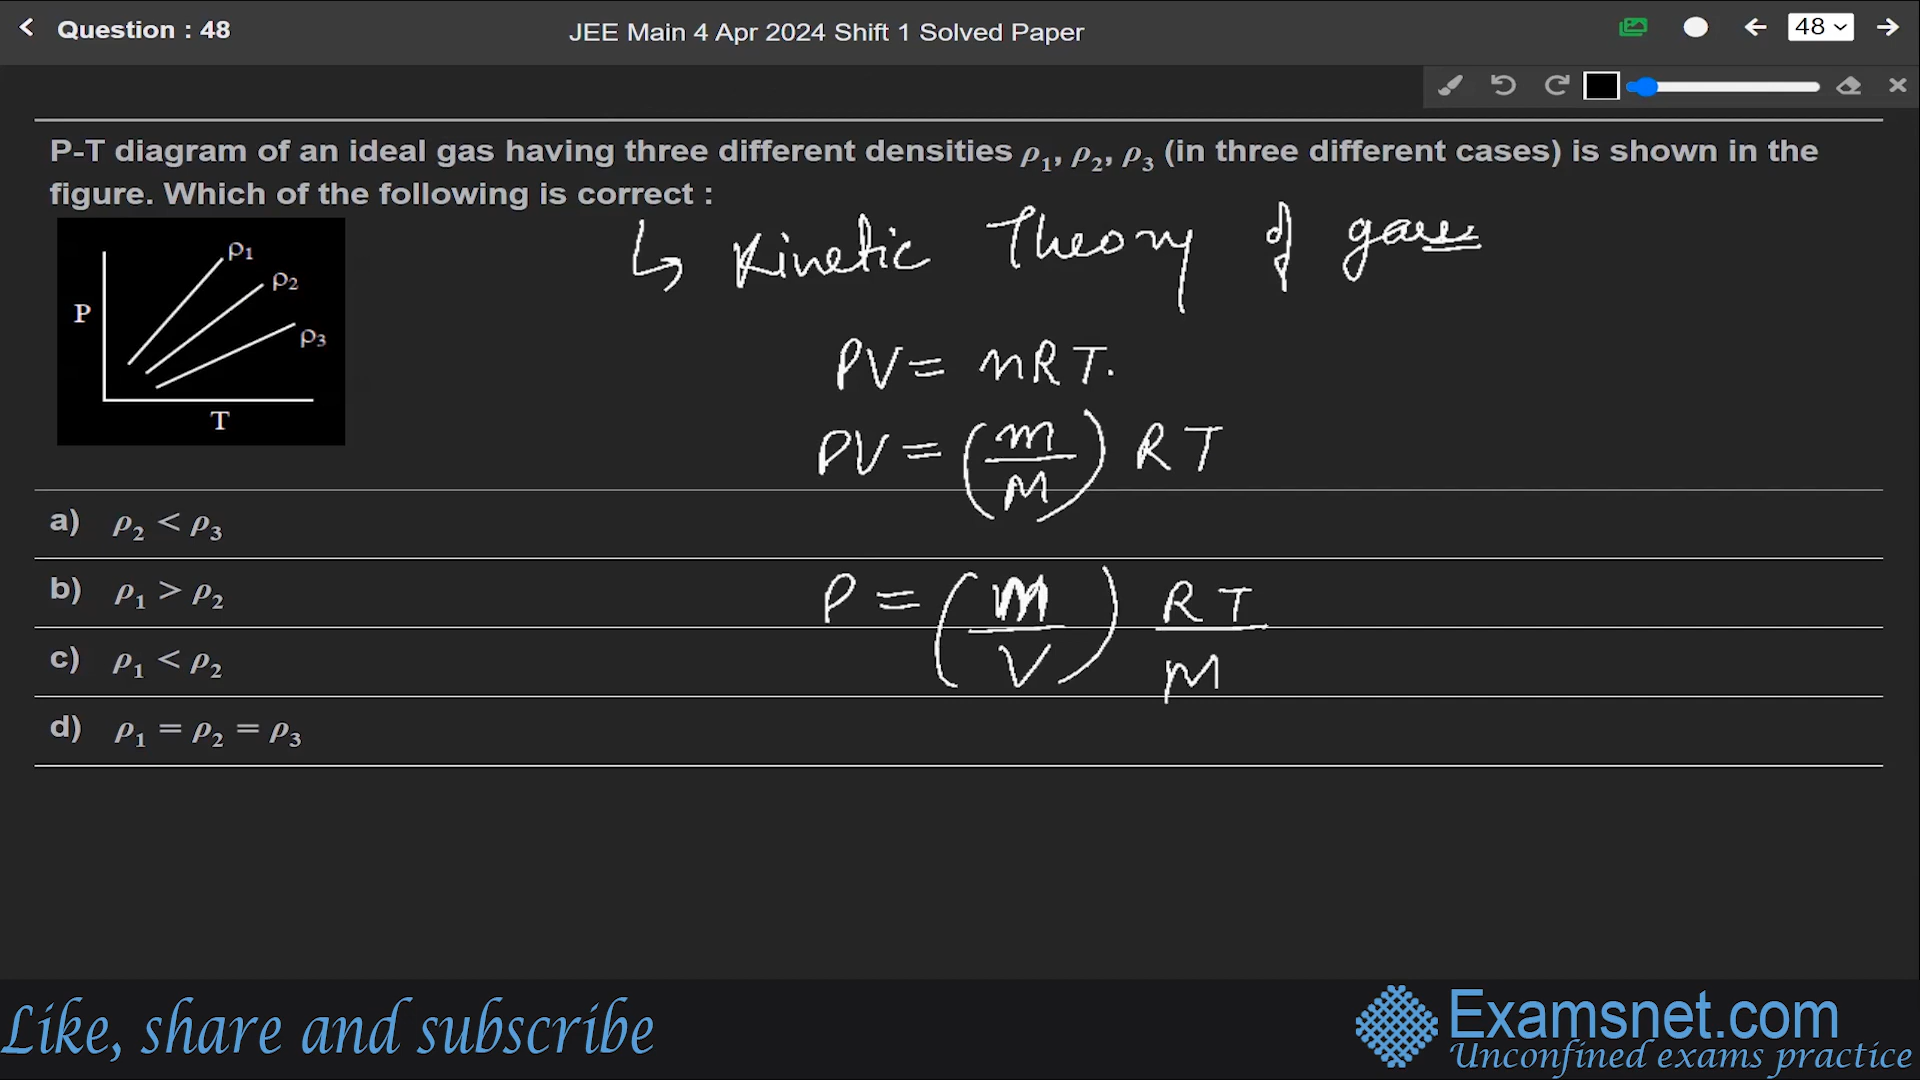 Question : 48
JEE Main 4 Apr 2024 Shift 1 Solved Paper
48
P-T diagram of an ideal gas having three different densities ρ₁, ρ₂, ρ₃ (in three different cases) is shown in the
figure. Which of the following is correct :
↳ Kinetic Theory of gases
ρ₁
ρ₂
P
ρ₃
T
PV = nRT.
PV = (m/M) RT
a) ρ₂ < ρ₃
b) ρ₁ > ρ₂
P = (m/V) RT/M
c) ρ₁ < ρ₂
d) ρ₁ = ρ₂ = ρ₃
Like, share and subscribe
Examsnet.com
Unconfined exams practice